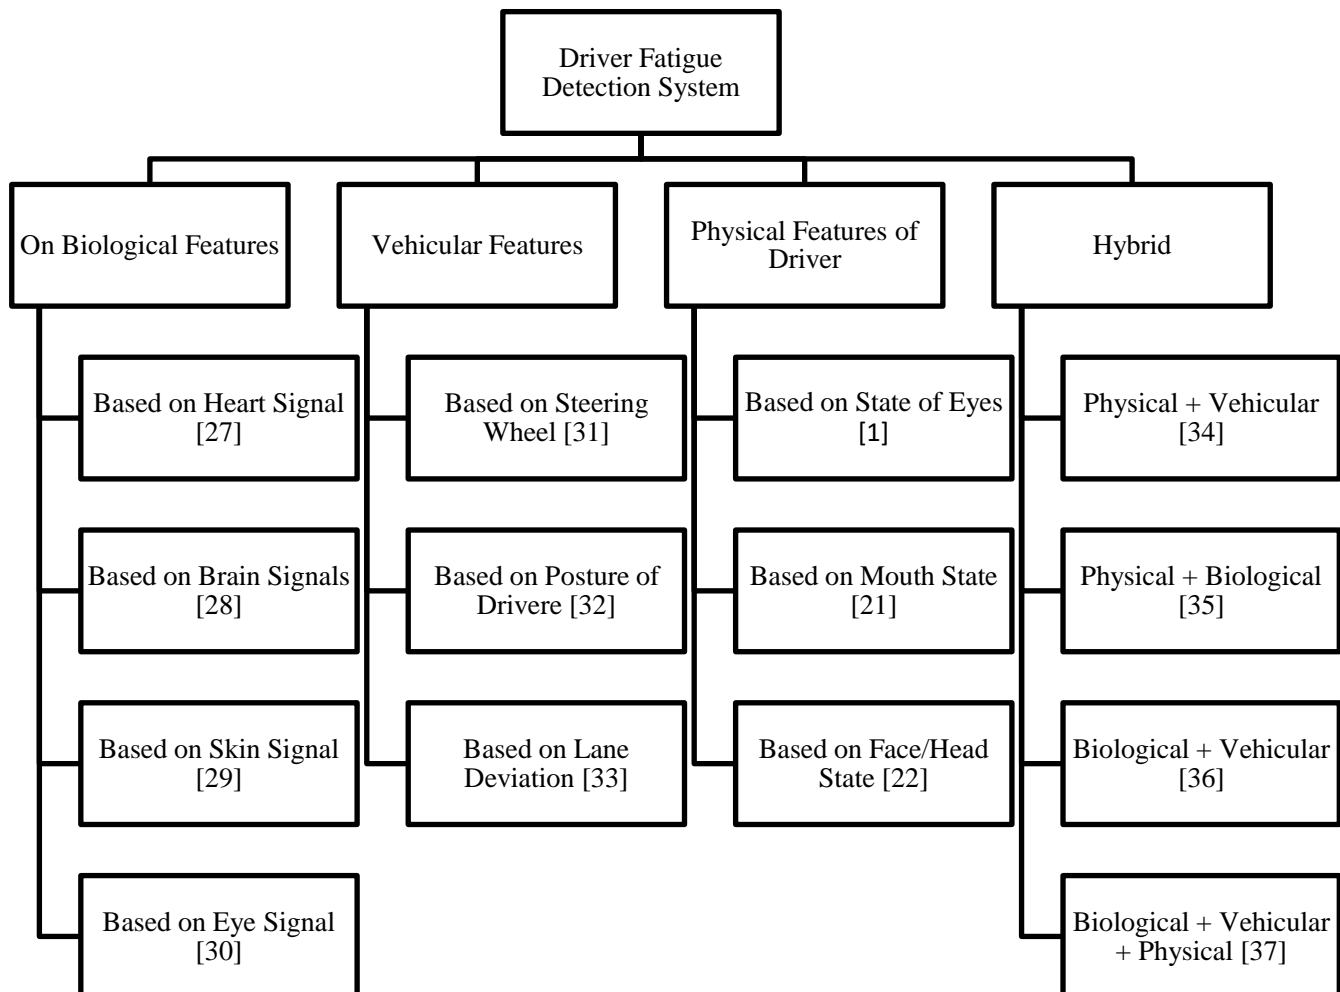 Driver Fatigue
Detection System
On Biological Features
Vehicular Features
Physical Features of
Driver
Hybrid
Based on Heart Signal
[27]
Based on Brain Signals
[28]
Based on Skin Signal
[29]
Based on Eye Signal
[30]
Based on Steering
Wheel [31]
Based on Posture of
Drivere [32]
Based on Lane
Deviation [33]
Based on State of Eyes
[1]
Based on Mouth State
[21]
Based on Face/Head
State [22]
Physical + Vehicular
[34]
Physical + Biological
[35]
Biological + Vehicular
[36]
Biological + Vehicular
+ Physical [37]